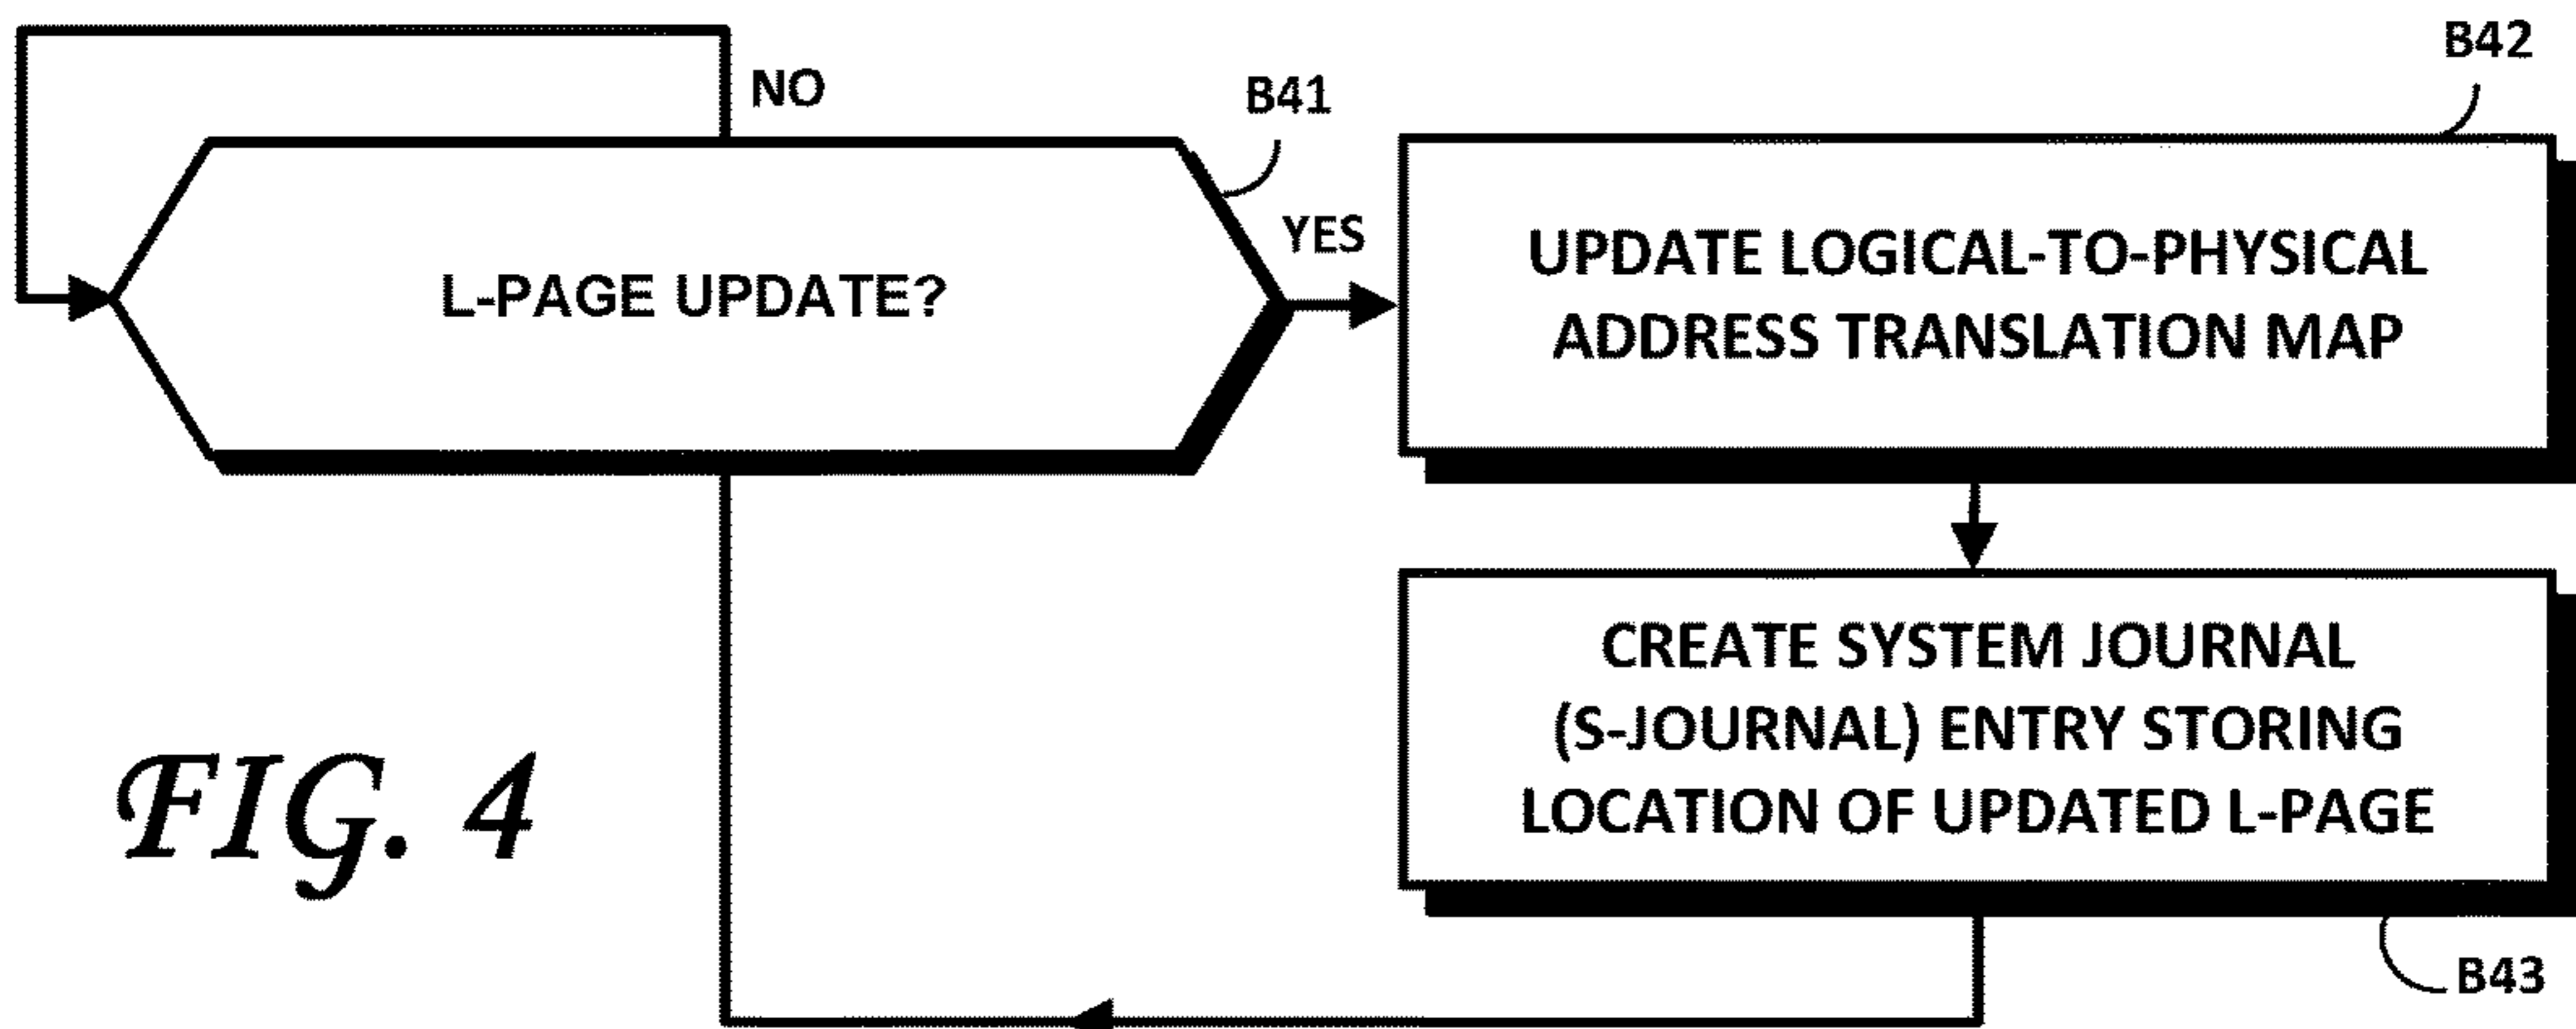 B42
NO
B41
YES
L-PAGE UPDATE?
UPDATE LOGICAL-TO-PHYSICAL
ADDRESS TRANSLATION MAP
CREATE SYSTEM JOURNAL
(S-JOURNAL) ENTRY STORING
LOCATION OF UPDATED L-PAGE
FIG. 4
B43